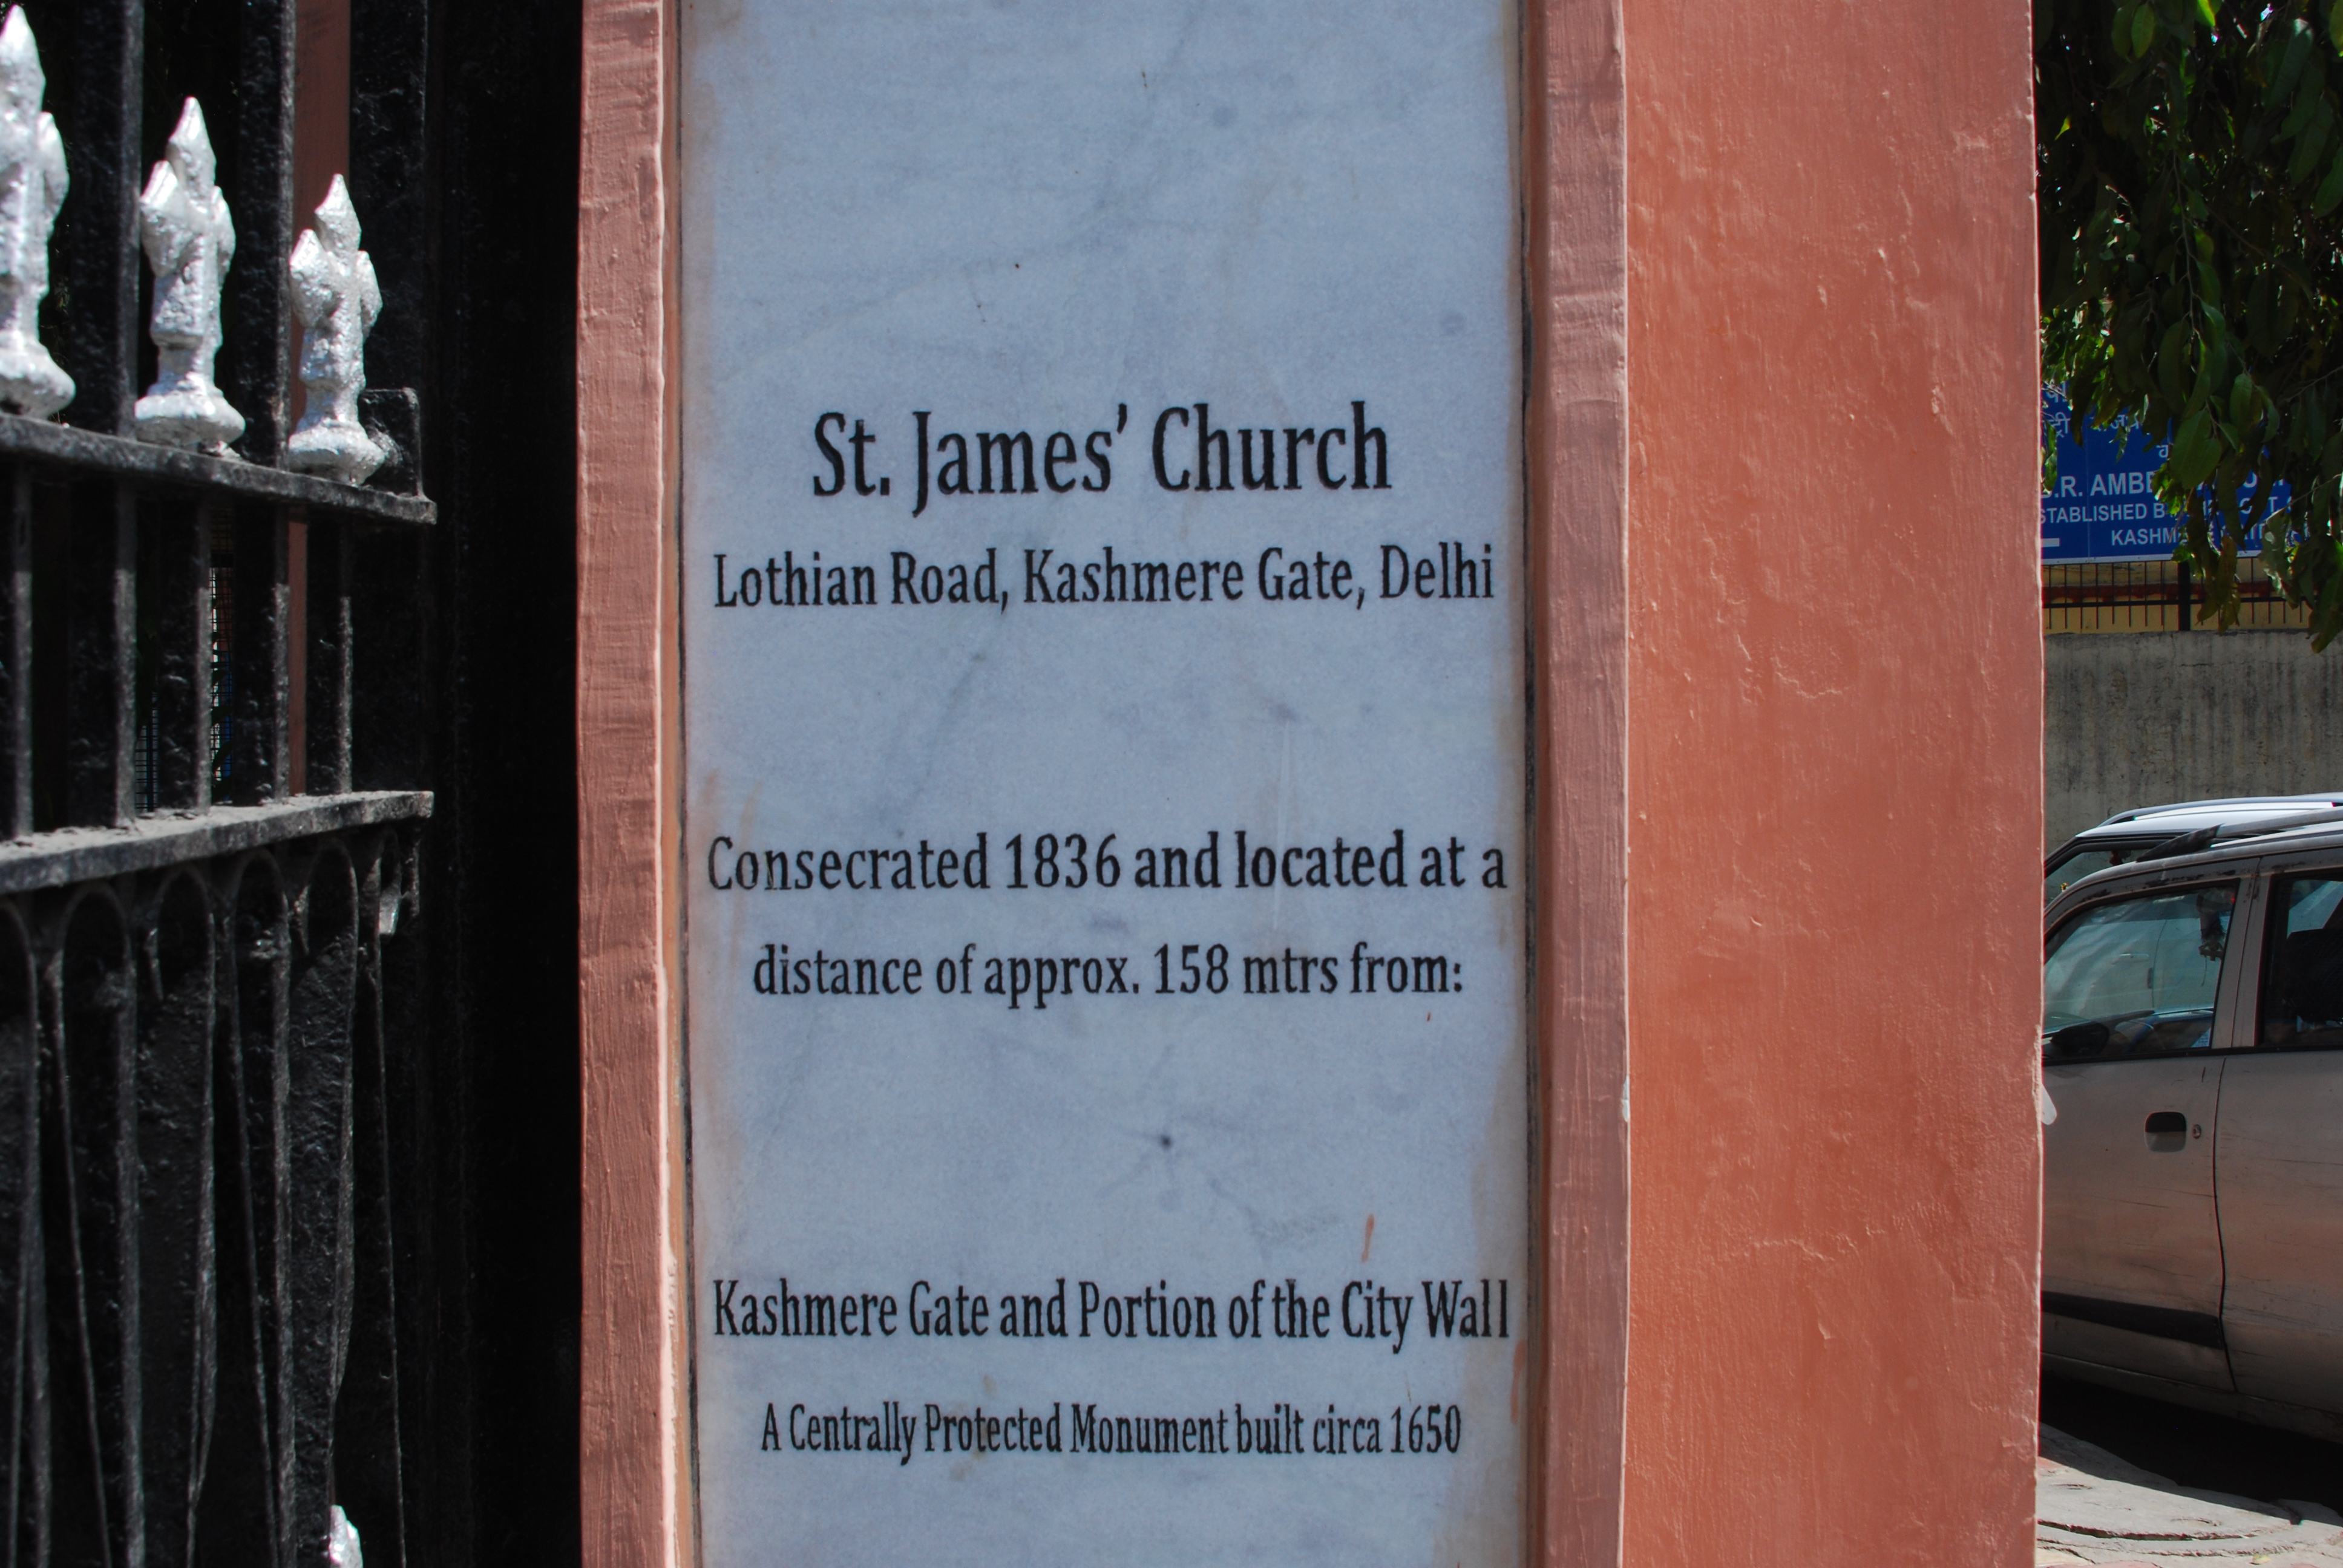 St. James' Church
Lothian Road, Kashmere Gate, Delhi
Consecrated 1836 and located at a
distance of approx. 158 mtrs from:
Kashmere Gate and Portion of the City Wall
A Centrally Protected Monument built circa 1650